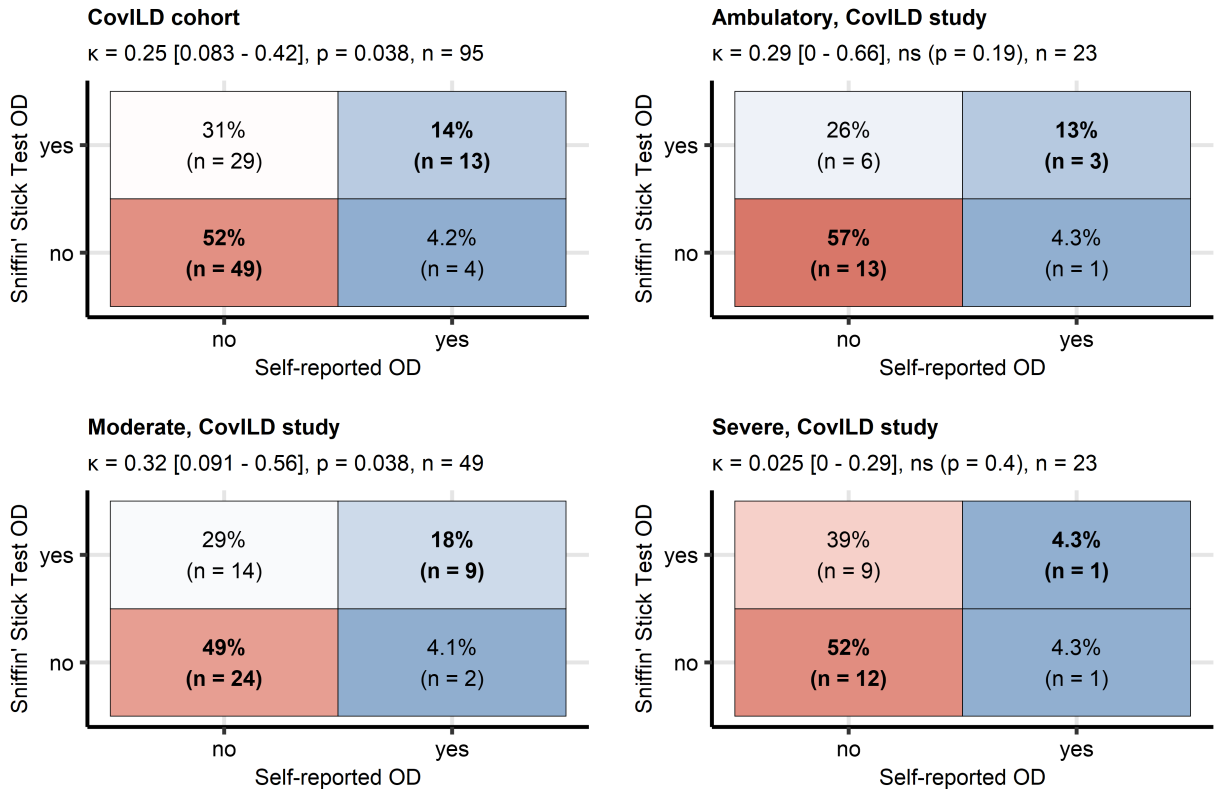 CovILD cohort
κ = 0.25 [0.083 - 0.42], p = 0.038, n = 95
Sniffin' Stick Test OD
yes
no
31%
(n = 29)
14%
(n = 13)
52%
(n = 49)
4.2%
(n = 4)
no
yes
Self-reported OD
Ambulatory, CovILD study
κ = 0.29 [0 - 0.66], ns (p = 0.19), n = 23
Sniffin' Stick Test OD
yes
no
26%
(n = 6)
13%
(n = 3)
57%
(n = 13)
4.3%
(n = 1)
no
yes
Self-reported OD
Moderate, CovILD study
κ = 0.32 [0.091 - 0.56], p = 0.038, n = 49
Sniffin' Stick Test OD
yes
no
29%
(n = 14)
18%
(n = 9)
49%
(n = 24)
4.1%
(n = 2)
no
yes
Self-reported OD
Severe, CovILD study
κ = 0.025 [0 - 0.29], ns (p = 0.4), n = 23
Sniffin' Stick Test OD
yes
no
39%
(n = 9)
4.3%
(n = 1)
52%
(n = 12)
4.3%
(n = 1)
no
yes
Self-reported OD